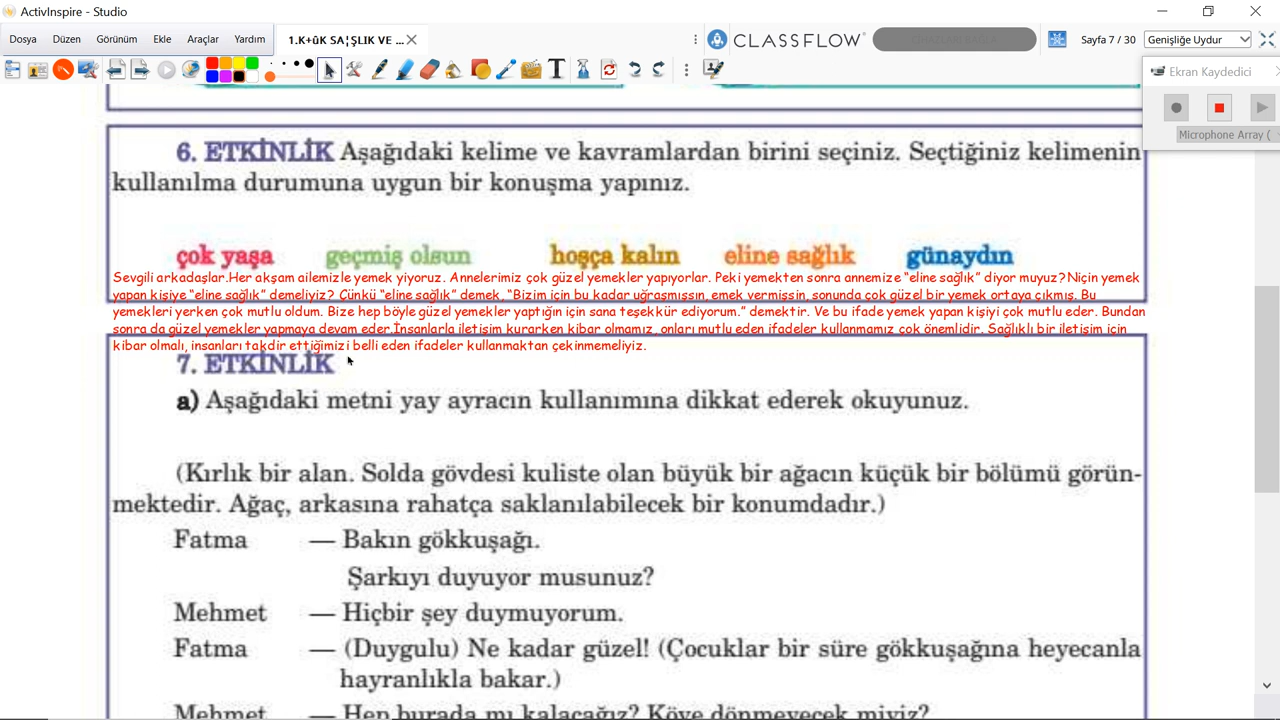 ActivInspire - Studio
Dosya Düzen Görünüm Ekle Araçlar Yardım 1.K+ûK SA¦ŞLIK VE ... CLASSFLOW Sayfa 7 / 30 Genişliğe Uydur
Ekran Kaydedici
Microphone Array (
6. ETKİNLİK Aşağıdaki kelime ve kavramlardan birini seçiniz. Seçtiğiniz kelimenin
kullanılma durumuna uygun bir konuşma yapınız.
çok yaşa geçmiş olsun hoşça kalın eline sağlık günaydın
Sevgili arkadaşlar.Her akşam ailemizle yemek yiyoruz. Annelerimiz çok güzel yemekler yapıyorlar. Peki yemekten sonra annemize “eline sağlık” diyor muyuz?Niçin yemek
yapan kişiye “eline sağlık” demeliyiz? Çünkü “eline sağlık” demek, “Bizim için bu kadar uğraşmışsın, emek vermişsin, sonunda çok güzel bir yemek ortaya çıkmış. Bu
yemekleri yerken çok mutlu oldum. Bize hep böyle güzel yemekler yaptığın için sana teşekkür ediyorum.” demektir. Ve bu ifade yemek yapan kişiyi çok mutlu eder. Bundan
sonra da güzel yemekler yapmaya devam eder.İnsanlarla iletişim kurarken kibar olmamız, onları mutlu eden ifadeler kullanmamız çok önemlidir. Sağlıklı bir iletişim için
kibar olmalı, insanları takdir ettiğimizi belli eden ifadeler kullanmaktan çekinmemeliyiz.
7. ETKİNLİK
a) Aşağıdaki metni yay ayracın kullanımına dikkat ederek okuyunuz.
(Kırlık bir alan. Solda gövdesi kuliste olan büyük bir ağacın küçük bir bölümü görün-
mektedir. Ağaç, arkasına rahatça saklanılabilecek bir konumdadır.)
Fatma — Bakın gökkuşağı.
Şarkıyı duyuyor musunuz?
Mehmet — Hiçbir şey duymuyorum.
Fatma — (Duygulu) Ne kadar güzel! (Çocuklar bir süre gökkuşağına heyecanla
hayranlıkla bakar.)
Mehmet — Hep burada mı kalacağız? Köye dönmeyecek miyiz?